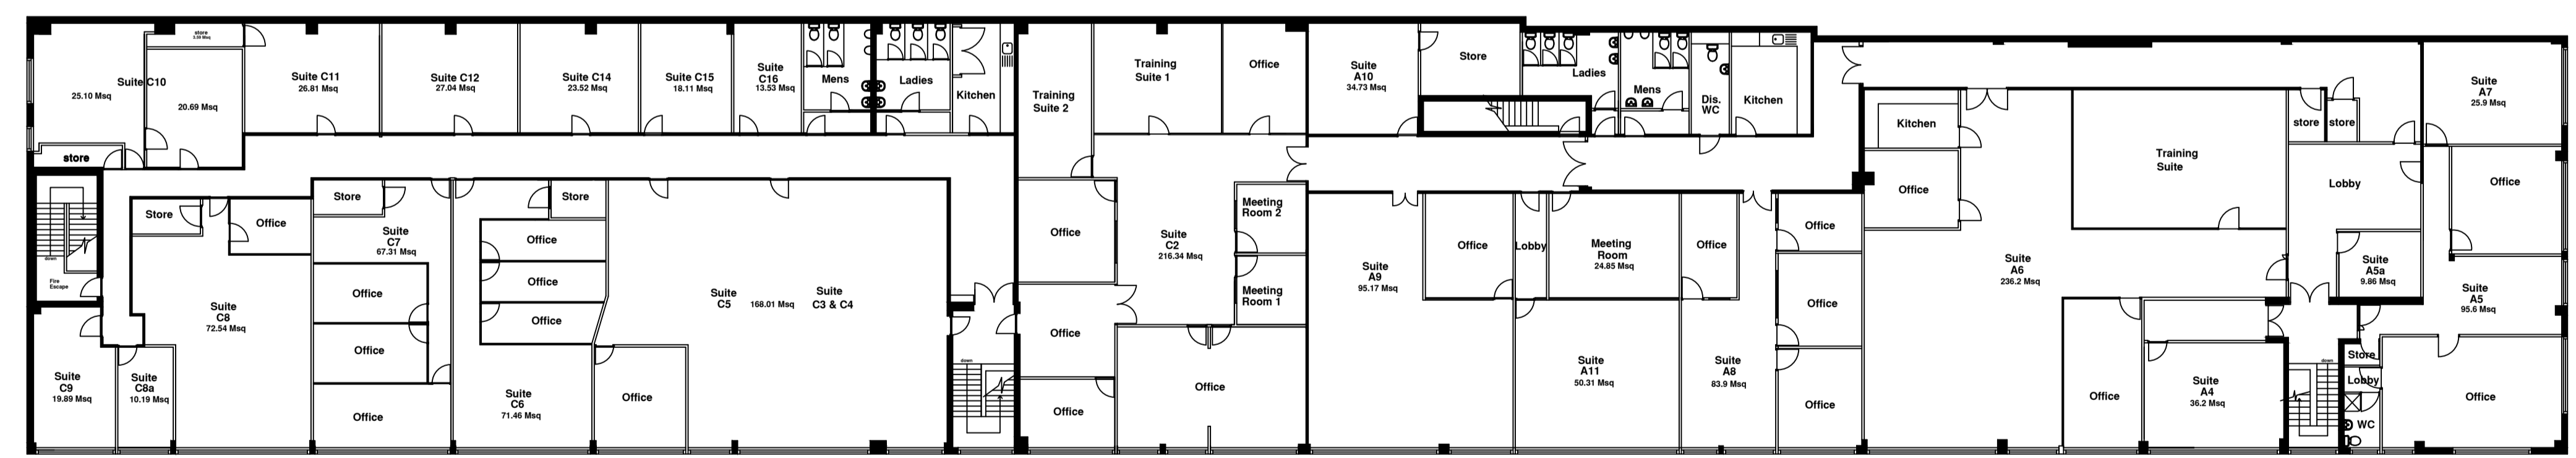 store
3.99 Msq
Suite C10
25.10 Msq
20.69 Msq
store
Suite C11
26.81 Msq
Suite C12
27.04 Msq
Suite C14
23.52 Msq
Suite C15
18.11 Msq
Suite
C16
13.53 Msq
Mens
Ladies
Kitchen
Training
Suite 2
Training
Suite 1
Office
Suite
A10
34.73 Msq
Store
Ladies
Mens
Dis.
WC
Kitchen
Kitchen
Office
Training
Suite
store
store
Lobby
Suite
A7
25.9 Msq
Office
down
Fire
Escape
Store
Office
Suite
C8
72.54 Msq
Suite
C9
19.89 Msq
Suite
C8a
10.19 Msq
Store
Suite
C7
67.31 Msq
Office
Office
Office
Store
Office
Office
Office
Suite
C6
71.46 Msq
Suite
C5
168.01 Msq
Suite
C3 & C4
Office
down
Office
Office
Office
Suite
C2
216.34 Msq
Meeting
Room 2
Meeting
Room 1
Office
Suite
A9
95.17 Msq
Office
Lobby
Meeting
Room
24.85 Msq
Office
Suite
A11
50.31 Msq
Suite
A8
83.9 Msq
Office
Office
Office
Suite
A6
236.2 Msq
Office
Suite
A4
36.2 Msq
Suite
A5a
9.86 Msq
Suite
A5
95.6 Msq
down
Store
Lobby
WC
Office